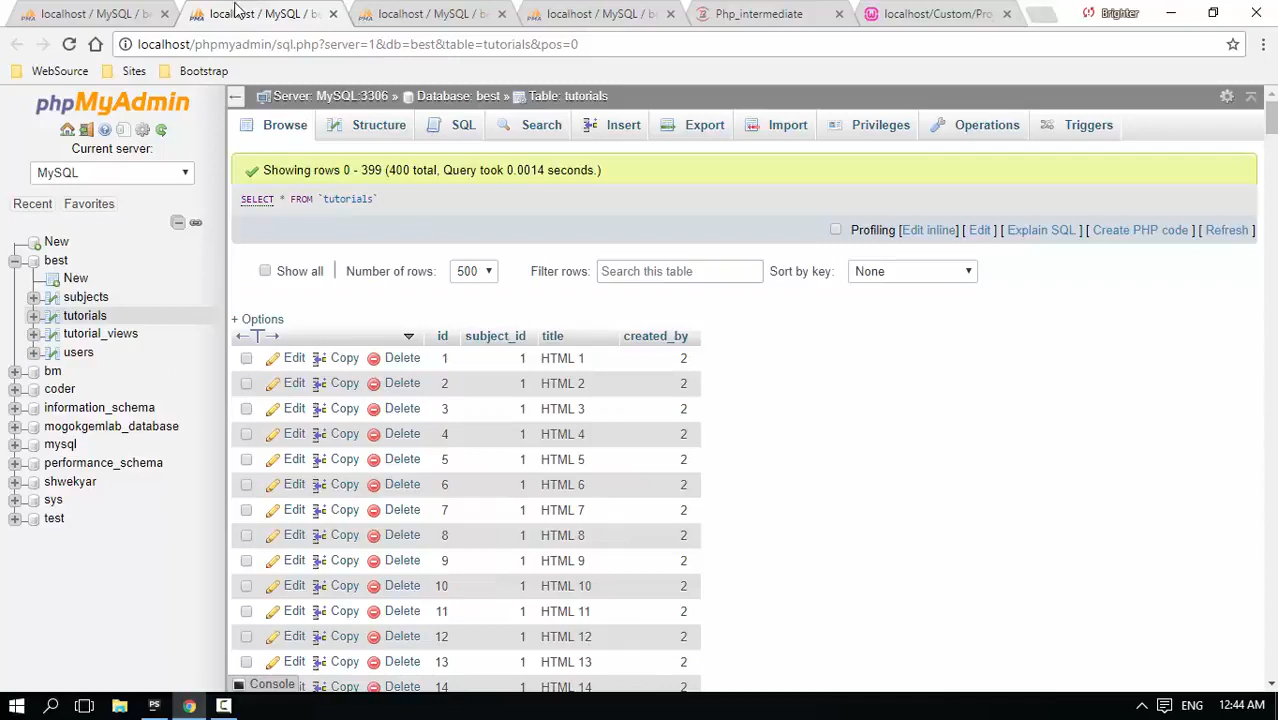 localhost / MySQL / be
localhost / MySQL / be
localhost / MySQL / be
localhost / MySQL / be
Php_intermediate
localhost/Custom/Pro
Brighter
localhost/phpmyadmin/sql.php?server=1&db=best&table=tutorials&pos=0
WebSource
Sites
Bootstrap
phpMyAdmin
Current server:
MySQL
Recent
Favorites
New
best
New
subjects
tutorials
tutorial_views
users
bm
coder
information_schema
mogokgemlab_database
mysql
performance_schema
shwekyar
sys
test
Server: MySQL:3306 » Database: best » Table: tutorials
Browse Structure SQL Search Insert Export Import Privileges Operations Triggers
Showing rows 0 - 399 (400 total, Query took 0.0014 seconds.)
SELECT * FROM `tutorials`
Profiling [Edit inline] [ Edit ] [ Explain SQL ] [ Create PHP code ] [ Refresh ]
Show all Number of rows: 500 Filter rows: Search this table Sort by key: None
+ Options
id subject_id title created_by
Edit Copy Delete 1 1 HTML 1 2
Edit Copy Delete 2 1 HTML 2 2
Edit Copy Delete 3 1 HTML 3 2
Edit Copy Delete 4 1 HTML 4 2
Edit Copy Delete 5 1 HTML 5 2
Edit Copy Delete 6 1 HTML 6 2
Edit Copy Delete 7 1 HTML 7 2
Edit Copy Delete 8 1 HTML 8 2
Edit Copy Delete 9 1 HTML 9 2
Edit Copy Delete 10 1 HTML 10 2
Edit Copy Delete 11 1 HTML 11 2
Edit Copy Delete 12 1 HTML 12 2
Edit Copy Delete 13 1 HTML 13 2
Copy Delete 14 1 HTML 14 2
Console
PS
ENG
12:44 AM